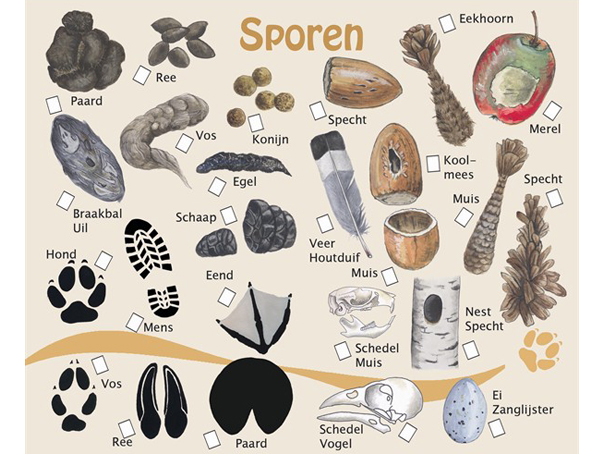 Sporen
Eekhoorn
Ree
Paard
Specht
Merel
Konijn
Vos
Kool-
mees
Egel
Specht
Muis
Braakbal
Uil
Schaap
Veer
Houtduif
Hond
Eend
Muis
Mens
Nest
Specht
Schedel
Muis
Vos
Ei
Zanglijster
Ree
Paard
Schedel
Vogel